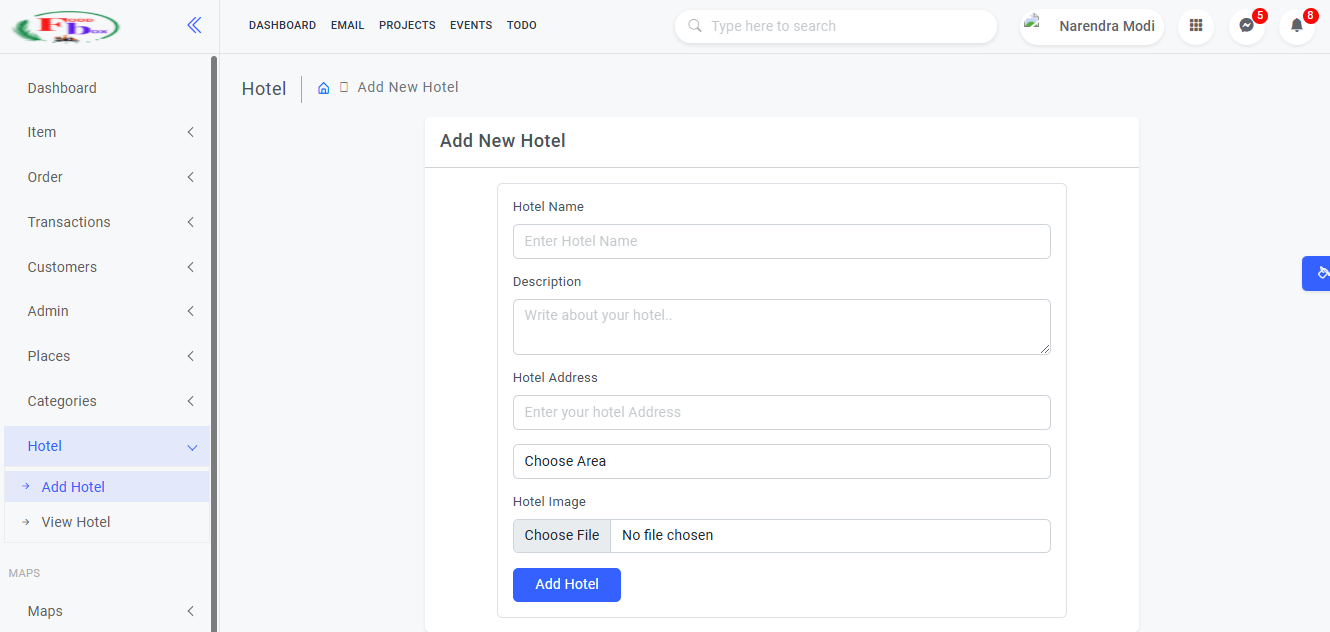 Food
F Box
DASHBOARD EMAIL PROJECTS EVENTS TODO
Type here to search
Narendra Modi
5
8
Dashboard
Item
Order
Transactions
Customers
Admin
Places
Categories
Hotel
Add Hotel
View Hotel
MAPS
Maps
Hotel
Add New Hotel
Add New Hotel
Hotel Name
Enter Hotel Name
Description
Write about your hotel..
Hotel Address
Enter your hotel Address
Choose Area
Hotel Image
Choose File No file chosen
Add Hotel